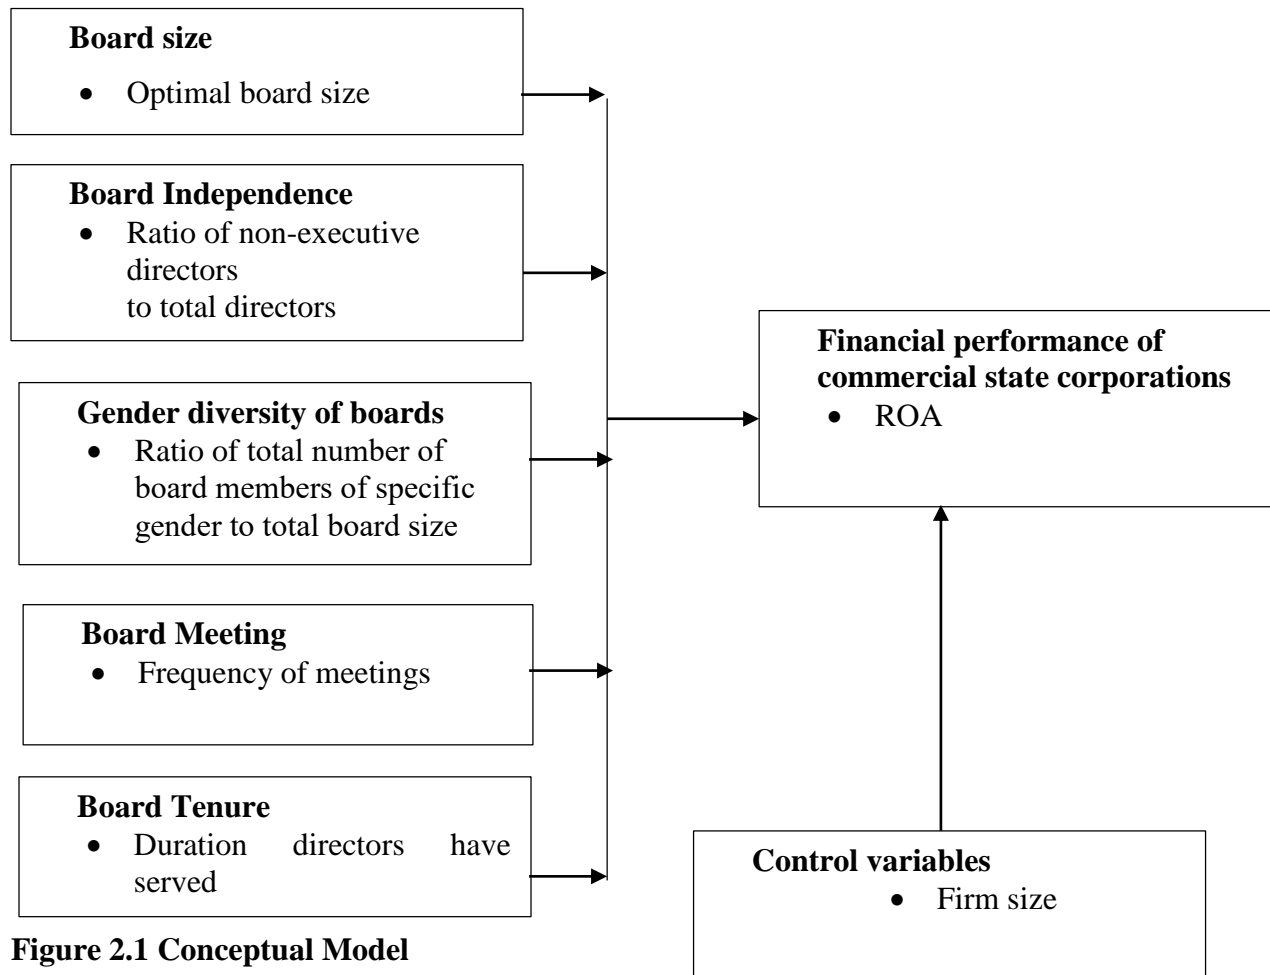 Board size
• Optimal board size
Board Independence
• Ratio of non-executive
directors
to total directors
Gender diversity of boards
• Ratio of total number of
board members of specific
gender to total board size
Board Meeting
• Frequency of meetings
Board Tenure
• Duration directors have
served
Financial performance of
commercial state corporations
• ROA
Control variables
• Firm size
Figure 2.1 Conceptual Model